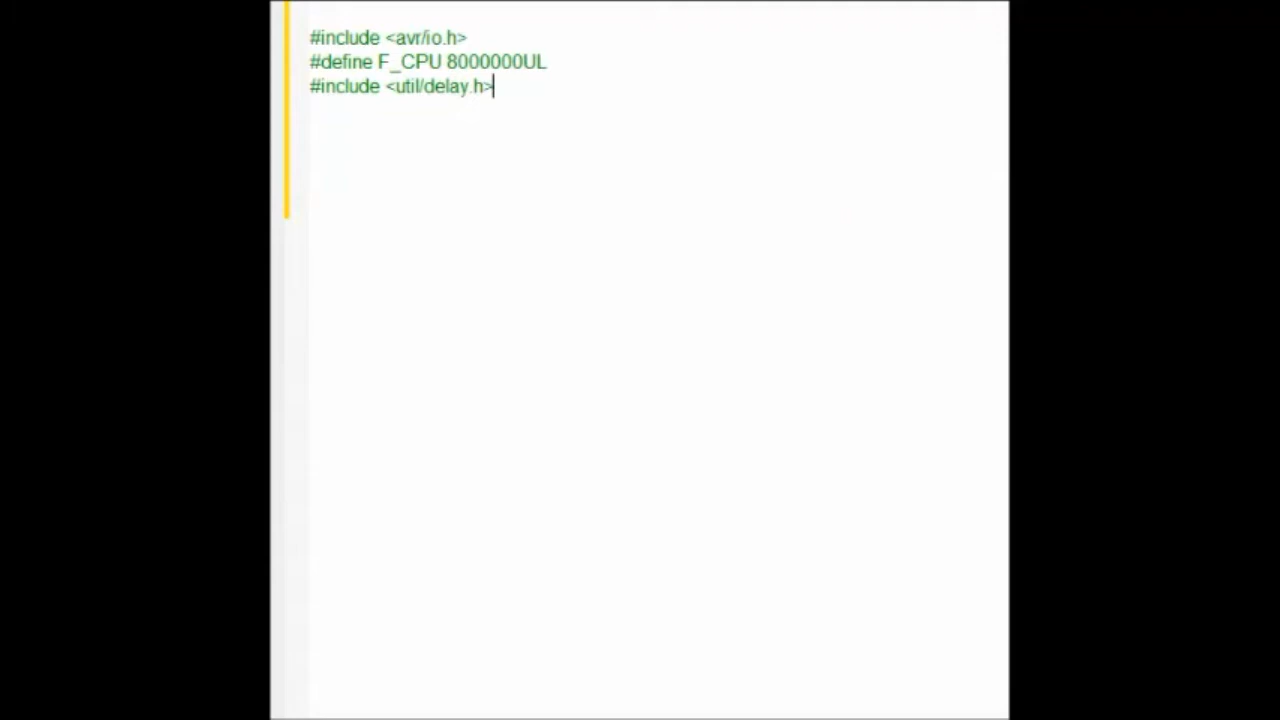 #include <avr/io.h>
#define F_CPU 8000000UL
#include <util/delay.h>